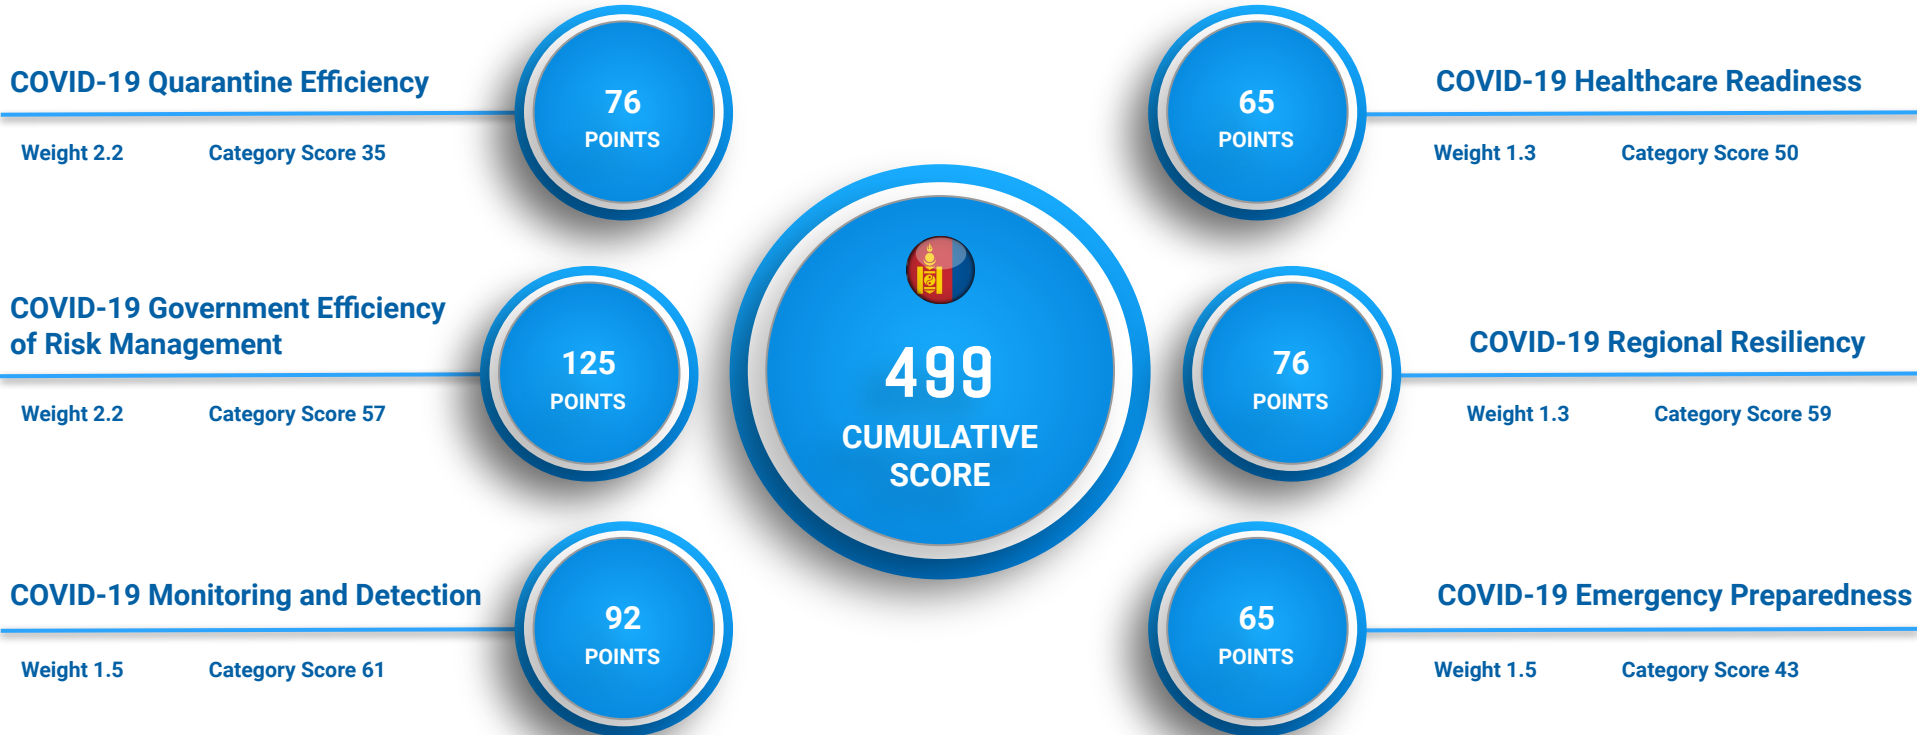 COVID-19 Quarantine Efficiency
Weight 2.2 Category Score 35
76
POINTS
COVID-19 Government Efficiency
of Risk Management
Weight 2.2 Category Score 57
125
POINTS
COVID-19 Monitoring and Detection
Weight 1.5 Category Score 61
92
POINTS
499
CUMULATIVE
SCORE
65
POINTS
COVID-19 Healthcare Readiness
Weight 1.3 Category Score 50
76
POINTS
COVID-19 Regional Resiliency
Weight 1.3 Category Score 59
65
POINTS
COVID-19 Emergency Preparedness
Weight 1.5 Category Score 43